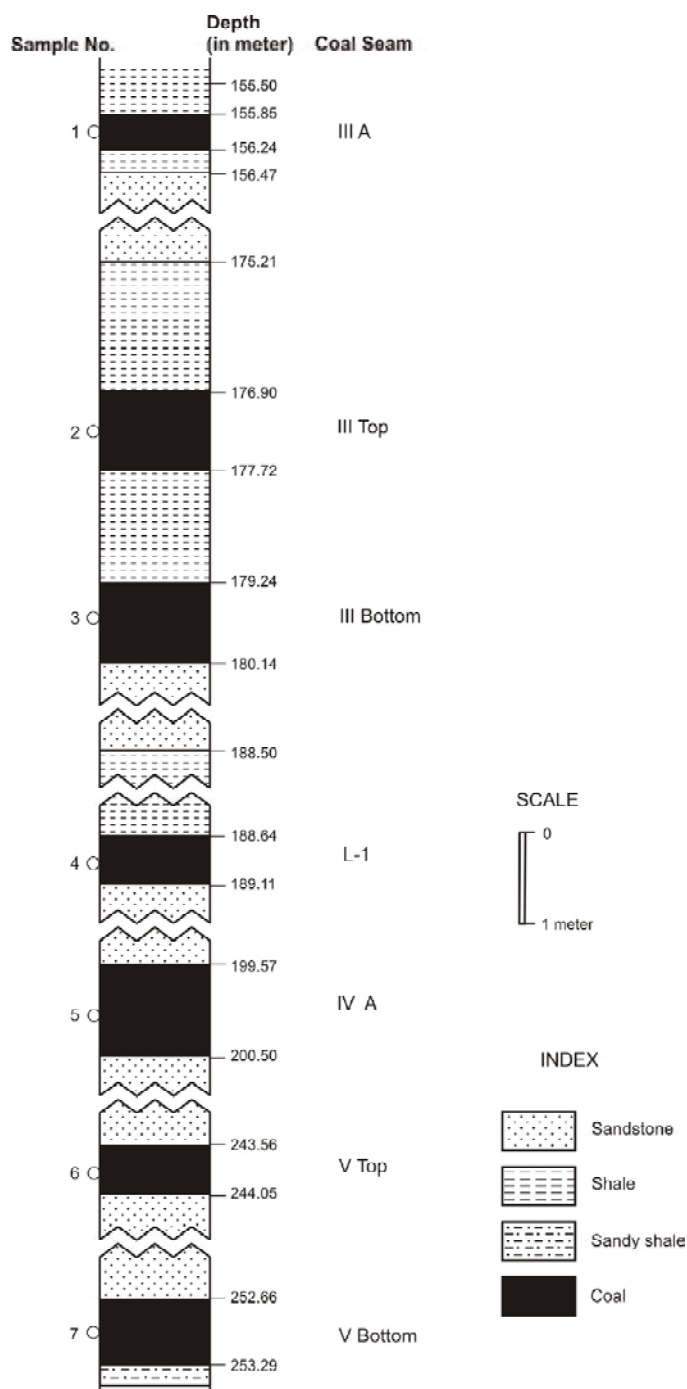 Depth
Sample No. (in meter) Coal Seam
155.50
155.85
1 III A
156.24
156.47
175.21
176.90
2 III Top
177.72
179.24
3 III Bottom
180.14
188.50
SCALE
0
188.64
4 L-1
189.11
1 meter
199.57
5 IV A
200.50
INDEX
Sandstone
243.56
6 V Top
Shale
244.05
Sandy shale
252.66
Coal
7 V Bottom
253.29